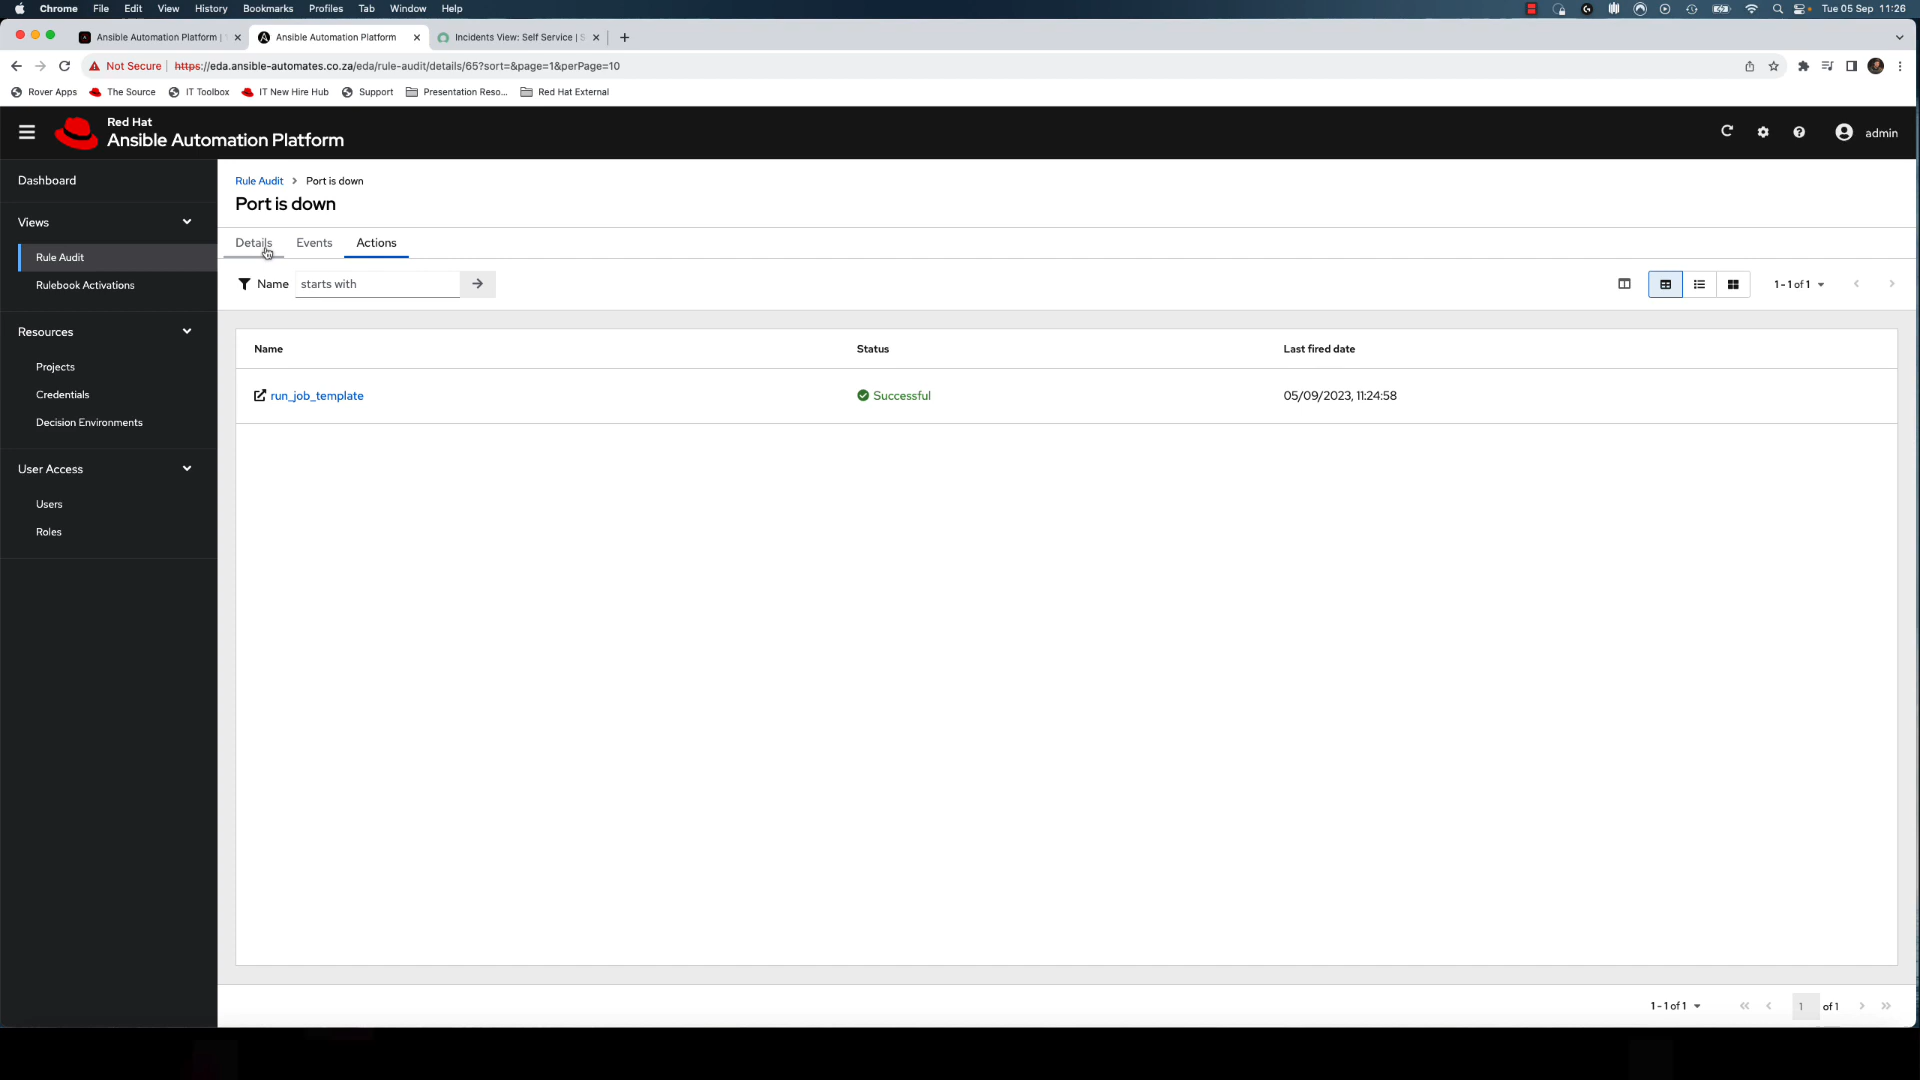 Chrome File Edit View History Bookmarks Profiles Tab Window Help Tue 05 Sep 11:26
Ansible Automation Platform | Ansible Automation Platform Incidents View: Self Service |
Not Secure https://eda.ansible-automates.co.za/eda/rule-audit/details/65?sort=&page=1&perPage=10
Rover Apps The Source IT Toolbox IT New Hire Hub Support Presentation Reso... Red Hat External
Red Hat
Ansible Automation Platform
admin
Dashboard
Views
Rule Audit
Rulebook Activations
Resources
Projects
Credentials
Decision Environments
User Access
Users
Roles
Rule Audit > Port is down
Port is down
Details Events Actions
Name starts with
1 - 1 of 1
Name Status Last fired date
run_job_template Successful 05/09/2023, 11:24:58
1 - 1 of 1 1 of 1